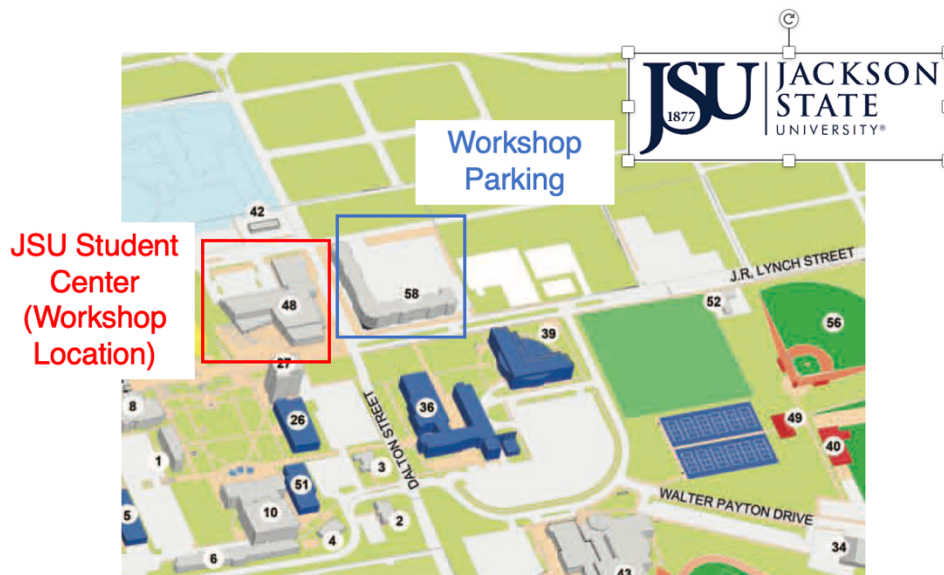 JSU
1877
JACKSON
STATE
UNIVERSITY®
Workshop
Parking
JSU Student
Center
(Workshop
Location)
42
48
58
J.R. LYNCH STREET
52
56
39
27
8
26
36
49
40
1
DALTON STREET
3
51
5
10
2
WALTER PAYTON DRIVE
4
6
34
43